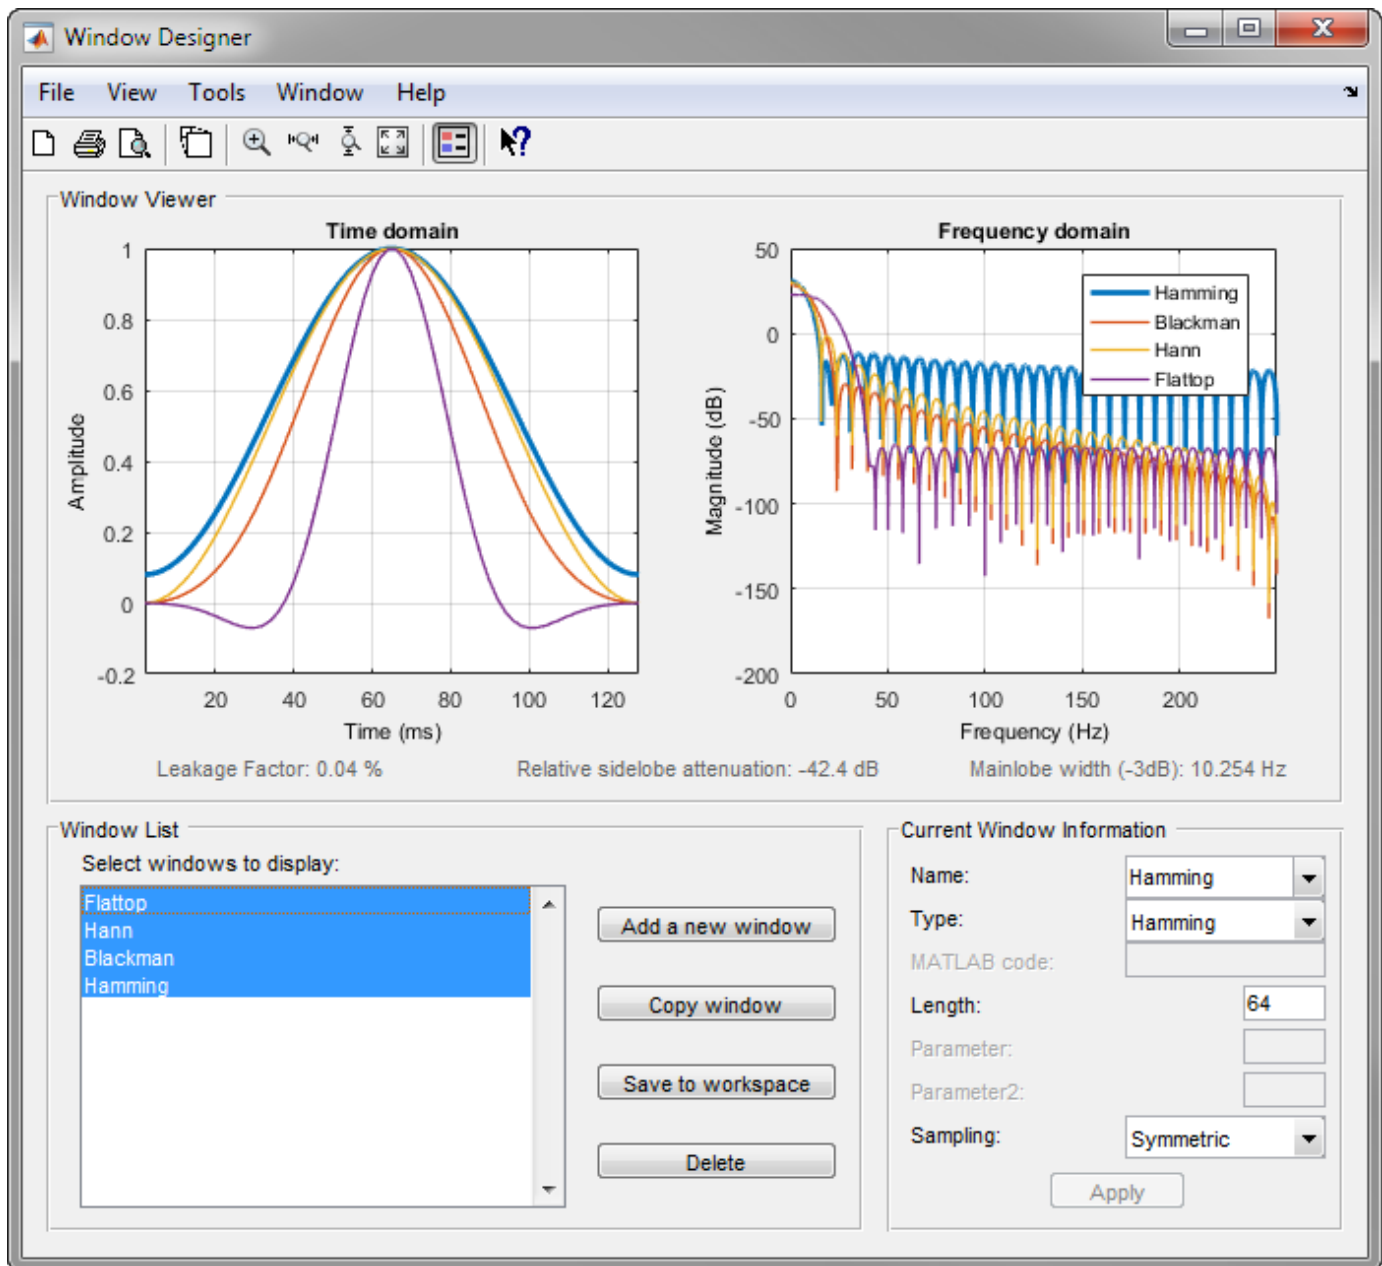 Window Designer
File View Tools Window Help
Window Viewer
Time domain
1
0.8
0.6
0.4
0.2
0
-0.2
Amplitude
20 40 60 80 100 120
Time (ms)
Frequency domain
50
0
-50
-100
-150
-200
Magnitude (dB)
Hamming
Blackman
Hann
Flattop
0 50 100 150 200
Frequency (Hz)
Leakage Factor: 0.04 % Relative sidelobe attenuation: -42.4 dB Mainlobe width (-3dB): 10.254 Hz
Window List
Select windows to display:
Flattop
Hann
Blackman
Hamming
Add a new window
Copy window
Save to workspace
Delete
Current Window Information
Name: Hamming
Type: Hamming
MATLAB code:
Length: 64
Parameter:
Parameter2:
Sampling: Symmetric
Apply